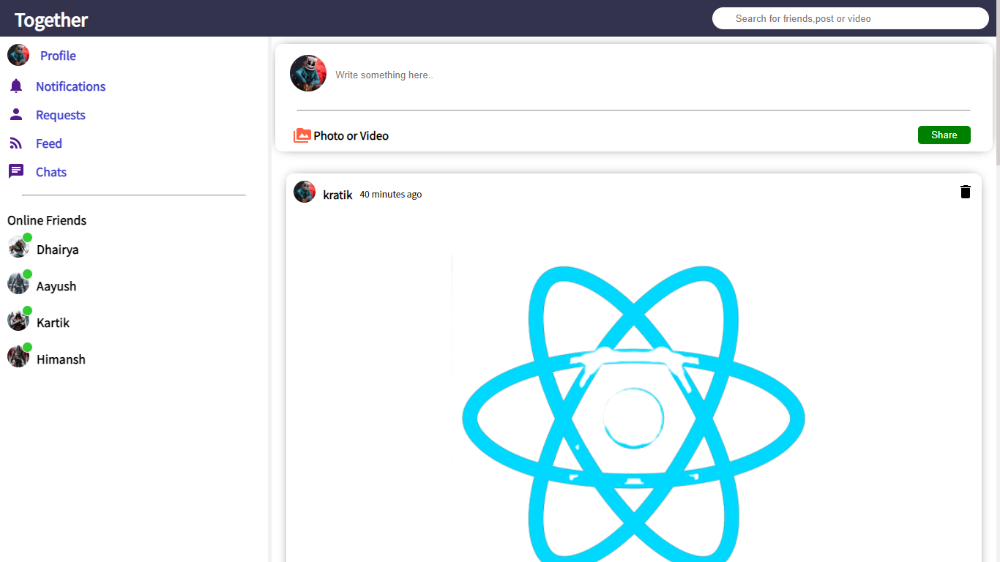 Together
Search for friends,post or video
Profile
Notifications
Requests
Feed
Chats
Online Friends
Dhairya
Aayush
Kartik
Himansh
Write something here..
Photo or Video
Share
kratik 40 minutes ago